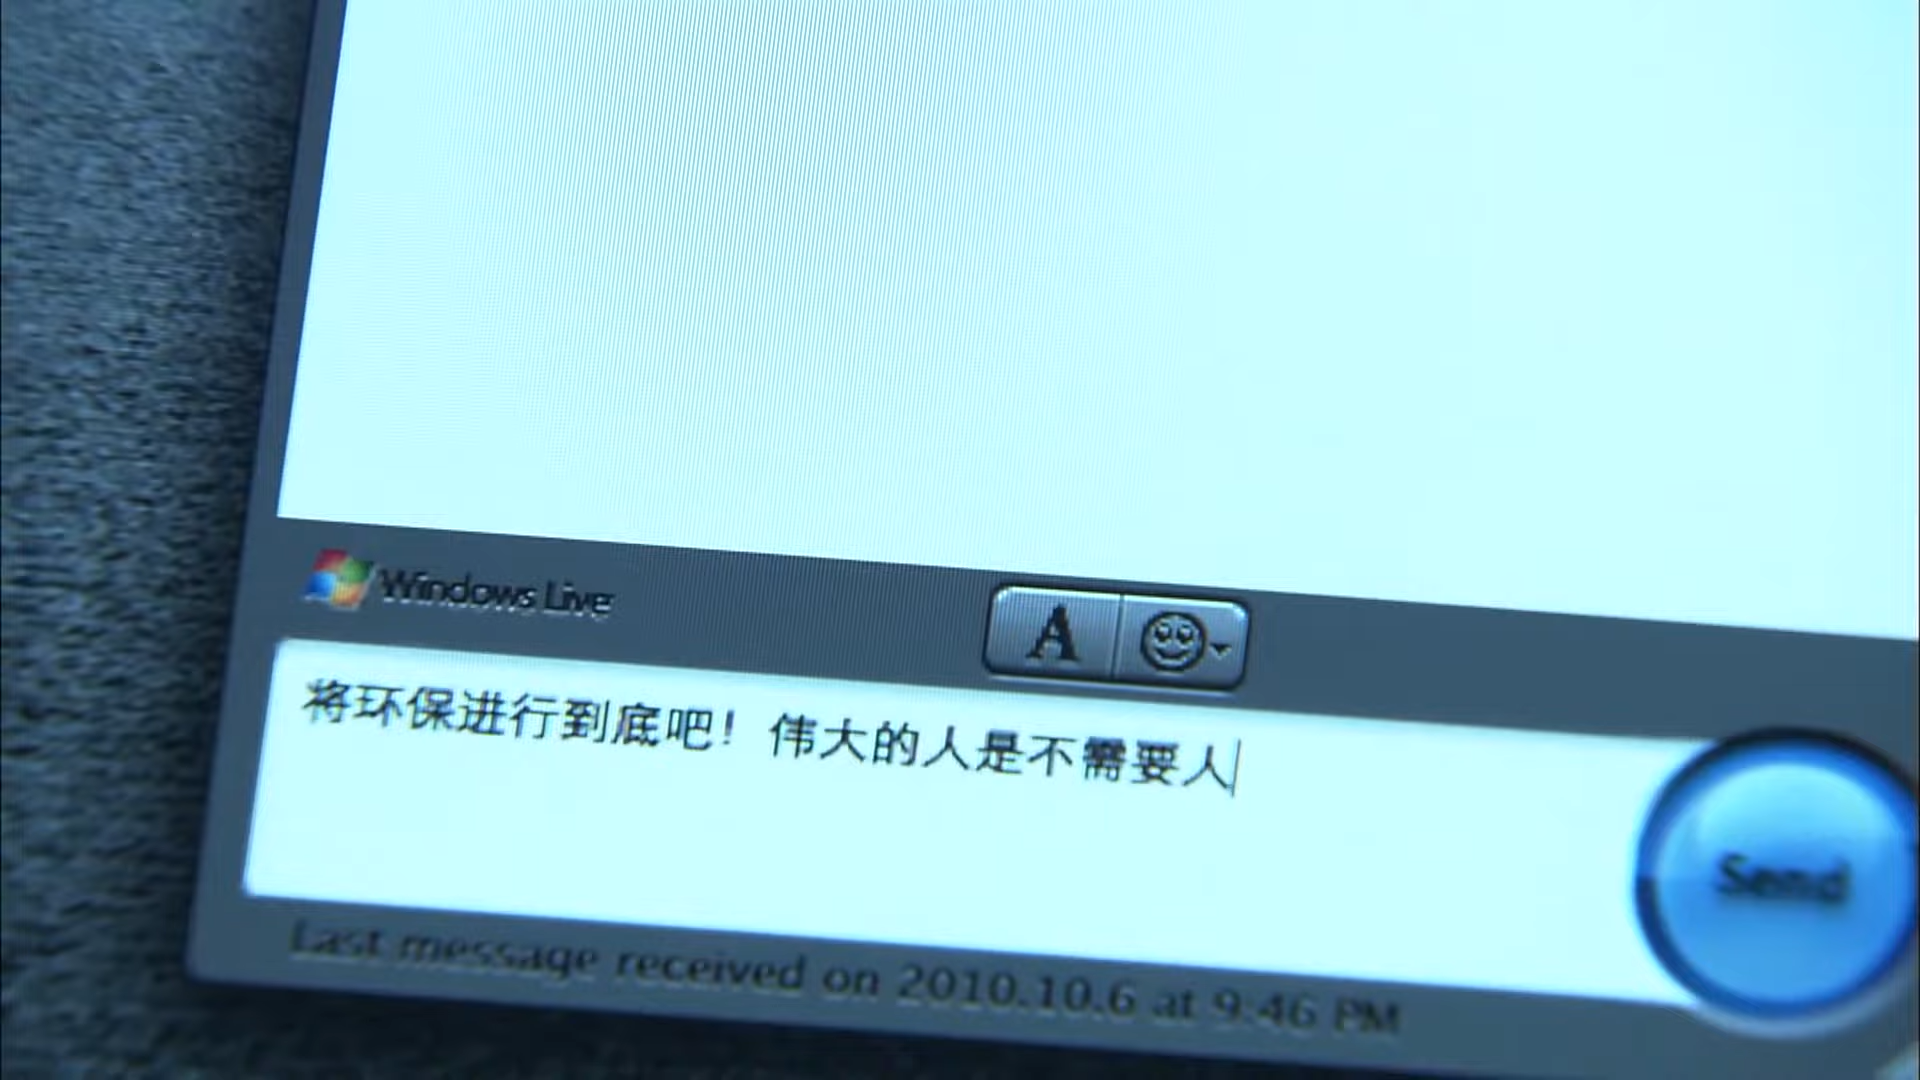 Windows Live
A
将环保进行到底吧！伟大的人是不需要人
Send
Last message received on 2010.10.6 at 9:46 PM